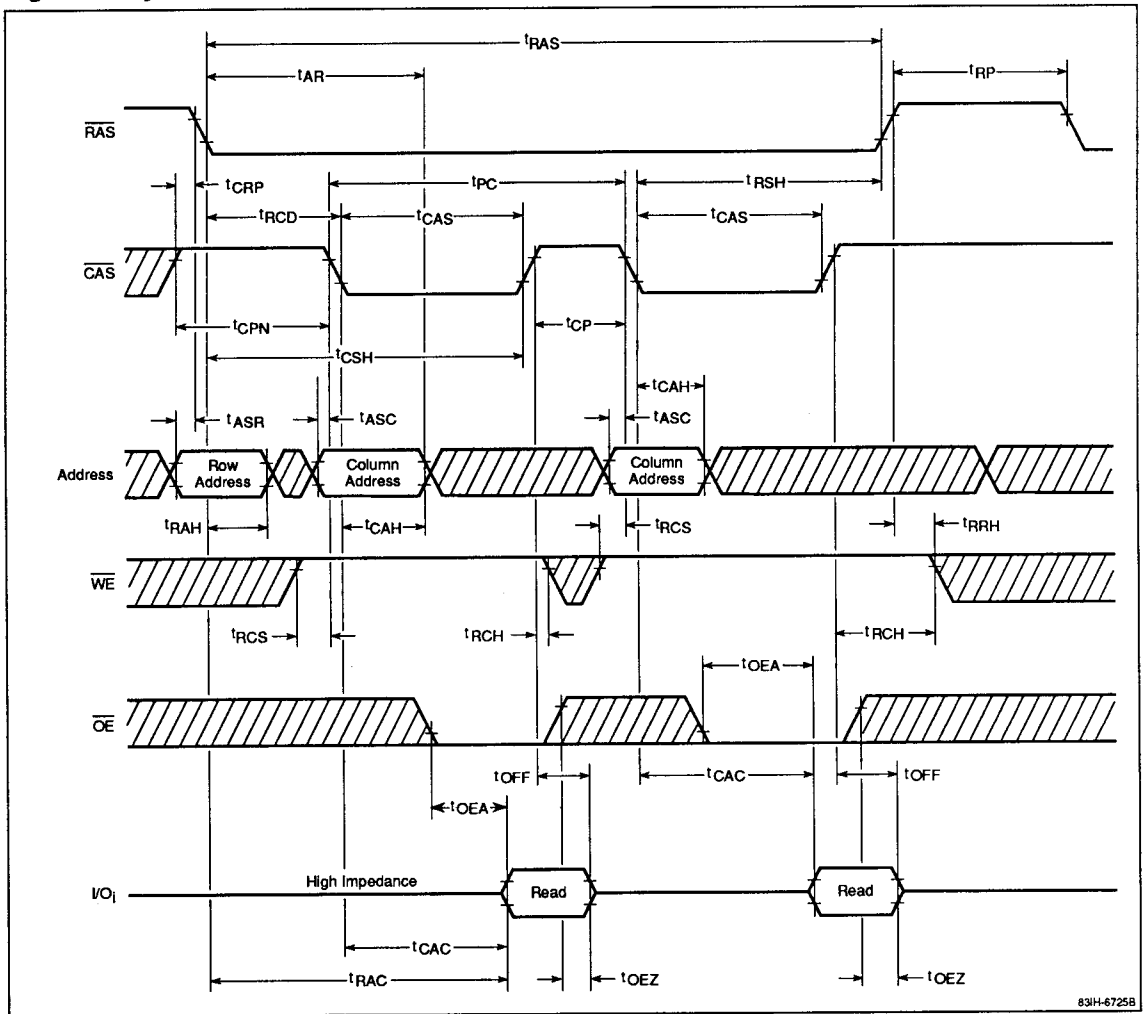 tRAS
tAR
tRP
RAS
tCRP
tPC
tRSH
tRCD
tCAS
tCAS
CAS
tCPN
tCP
tCSH
tCAH
tASR
tASC
tASC
Address
Row Address
Column Address
Column Address
tRAH
tCAH
tRCS
tRRH
WE
tRCS
tRCH
tRCH
tOEA
OE
tOFF
tCAC
tOFF
tOEA
I/Oi
High Impedance
Read
Read
tCAC
tRAC
tOEZ
tOEZ
83IH-6725B